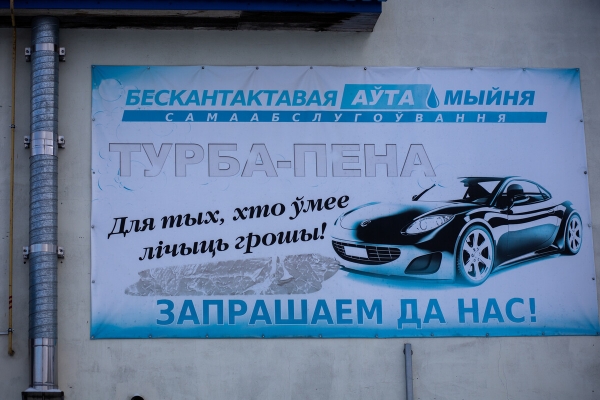 БЕСКАНТАКТАВАЯ АЎТА МЫЙНЯ
САМААБСЛУГОЎВАННЯ
ТУРБА-ПЕНА
Для тых, хто ўмее
лічыць грошы!
ЗАПРАШАЕМ ДА НАС!